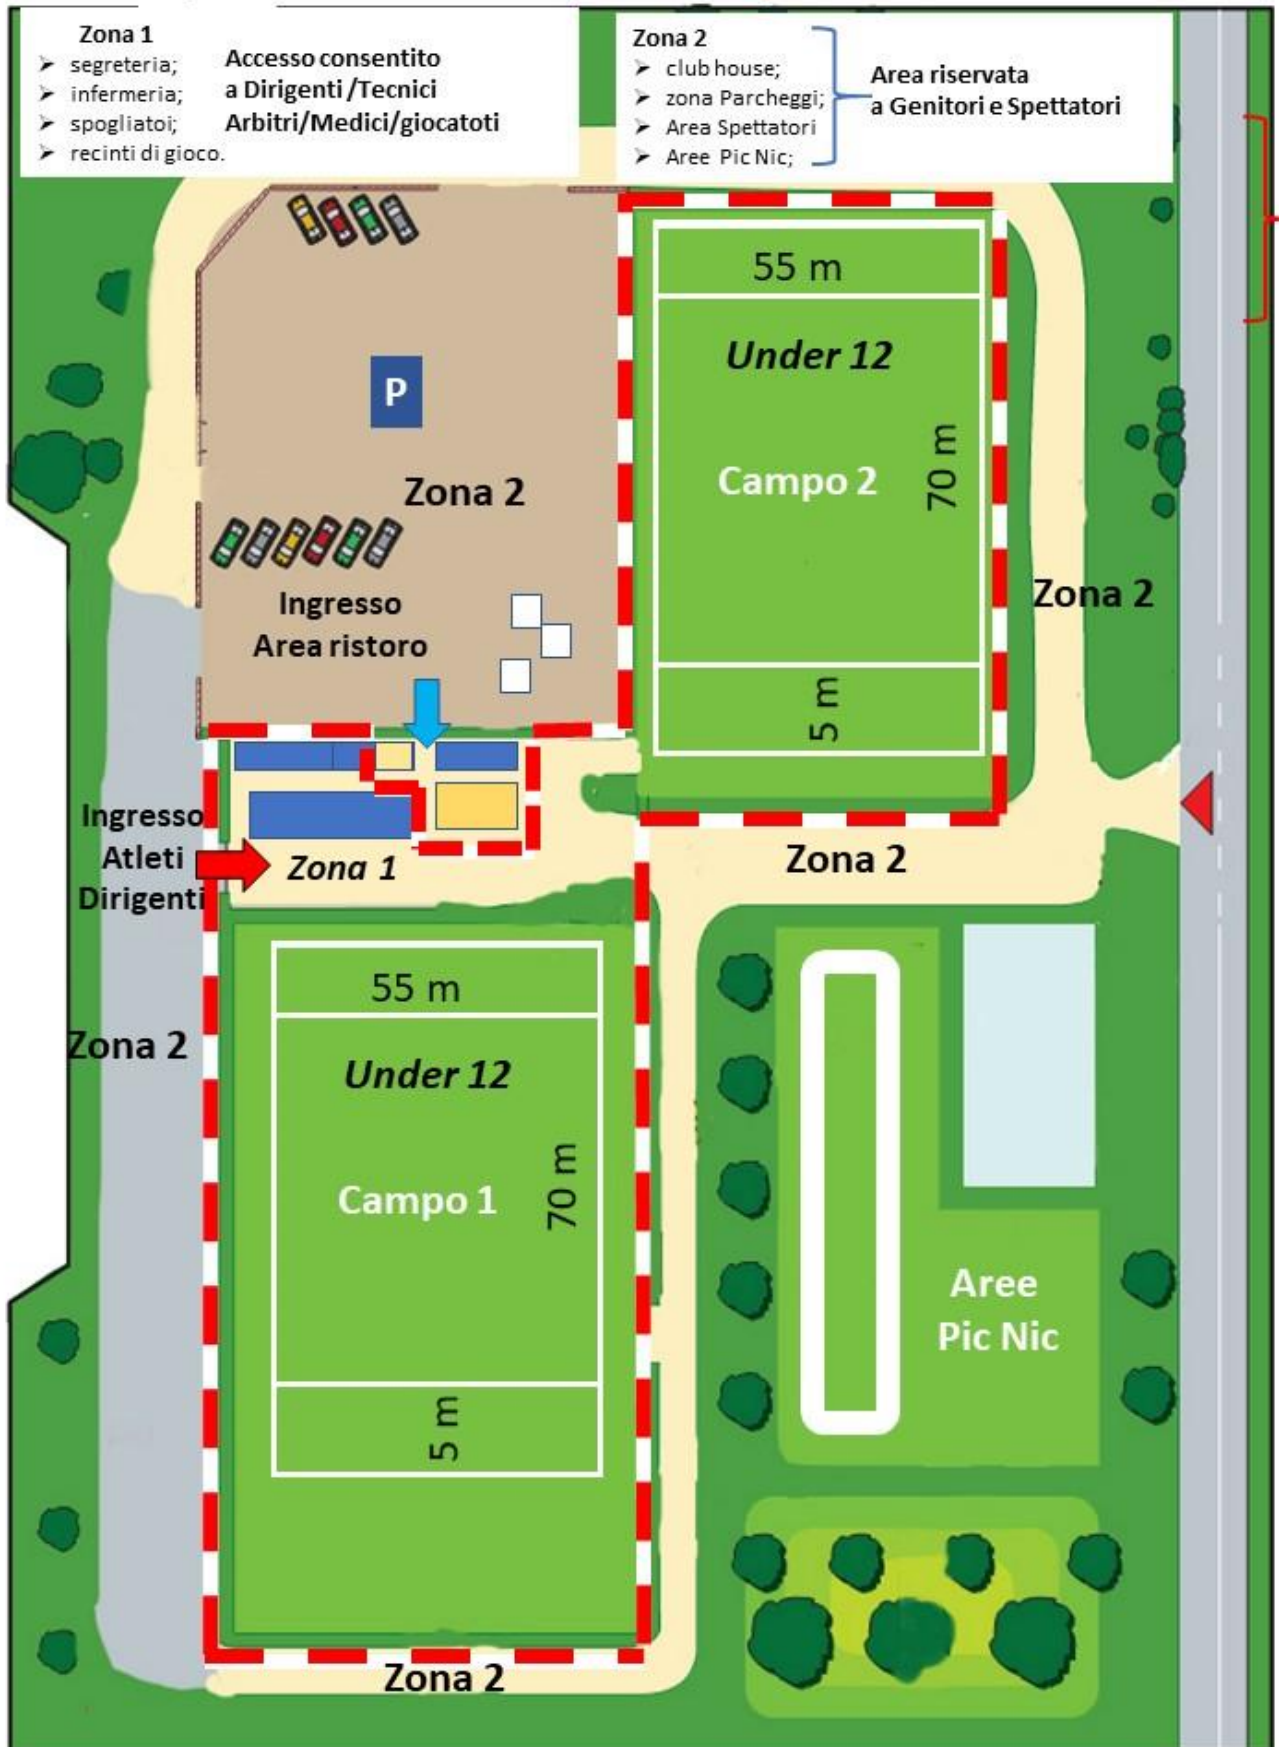 Zona 1
segreteria;
infermeria;
spogliatoi;
recinti di gioco.
Accesso consentito
a Dirigenti/Tecnici
Arbitri/Medici/giocatoti
Zona 2
club house;
zona Parcheggi;
Area Spettatori
Aree Pic Nic;
Area riservata
a Genitori e Spettatori
55 m
Under 12
Campo 2
70 m
5 m
P
Zona 2
Ingresso
Area ristoro
Zona 2
Ingresso
Atleti
Dirigenti
Zona 1
Zona 2
55 m
Under 12
Campo 1
70 m
5 m
Zona 2
Aree
Pic Nic
Zona 2